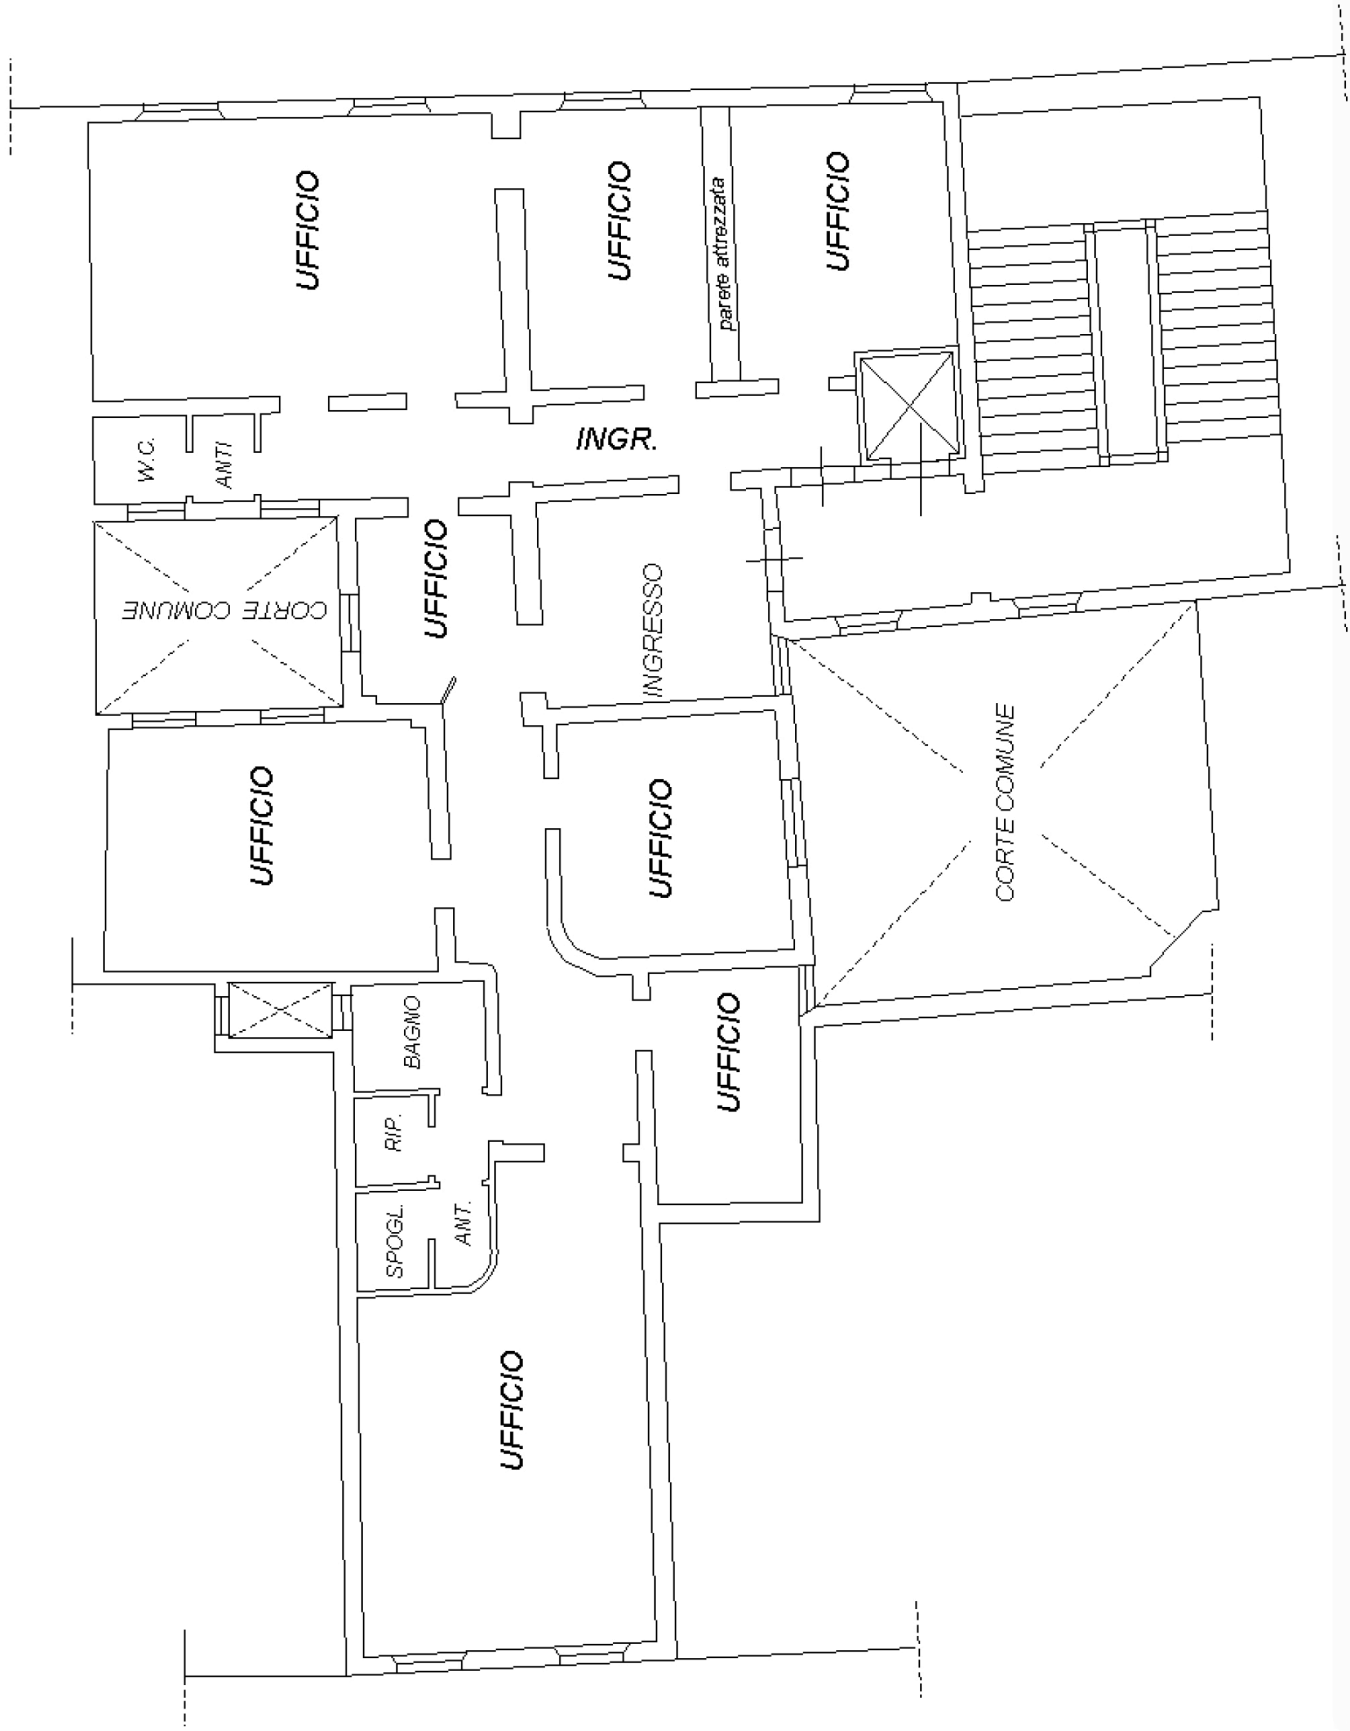 UFFICIO
UFFICIO
parete attrezzata
UFFICIO
W.C.
ANTI
INGR.
CORTE COMUNE
UFFICIO
INGRESSO
UFFICIO
UFFICIO
CORTE COMUNE
BAGNO
UFFICIO
RIP.
SPOGL.
ANT.
UFFICIO